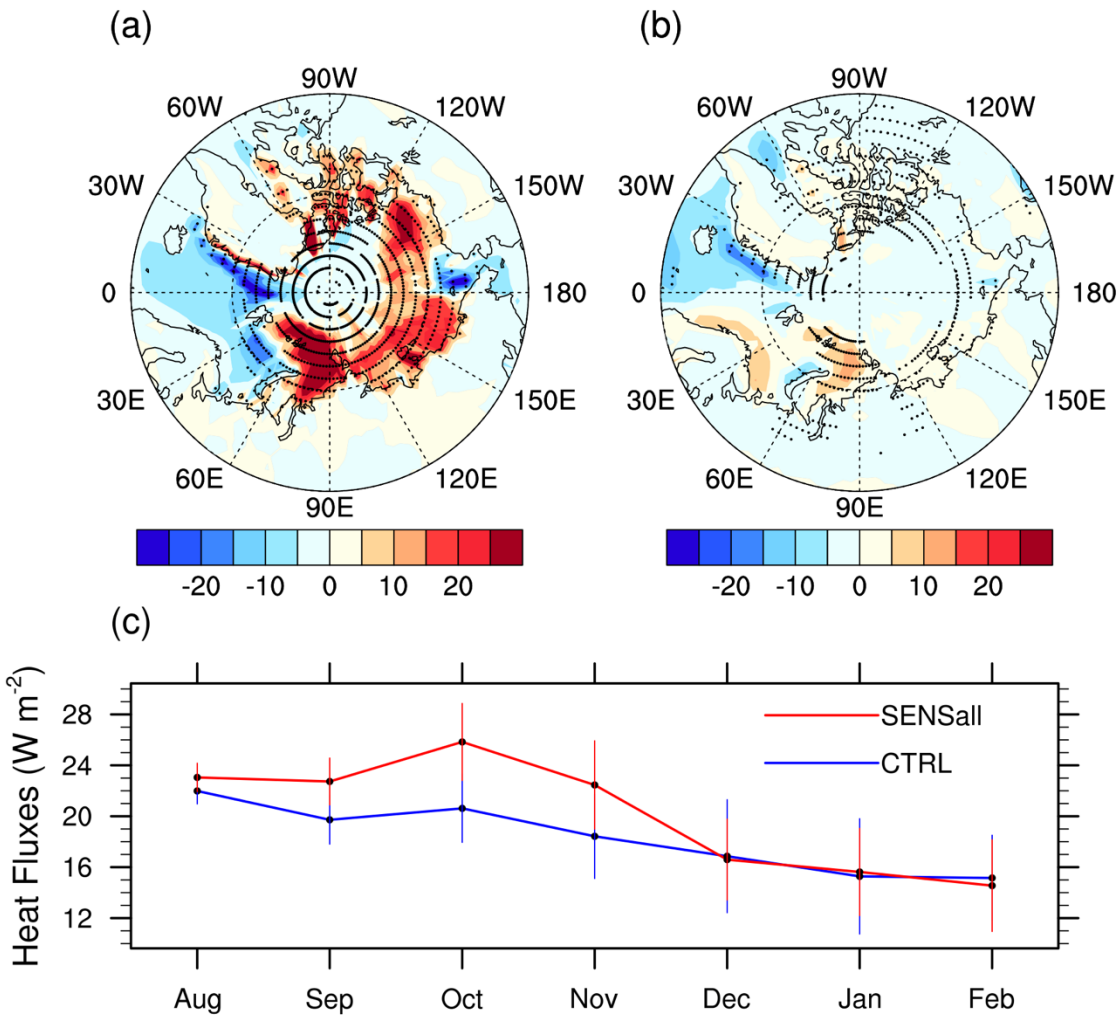 (a) (b)
90W 90W
60W 120W 60W 120W
30W 150W 30W 150W
0 180 0 180
30E 150E 30E 150E
60E 120E 60E 120E
90E 90E
-20 -10 0 10 20 -20 -10 0 10 20
(c)
Heat Fluxes (W m⁻²)
28
24
20
16
12
SENSall
CTRL
Aug Sep Oct Nov Dec Jan Feb